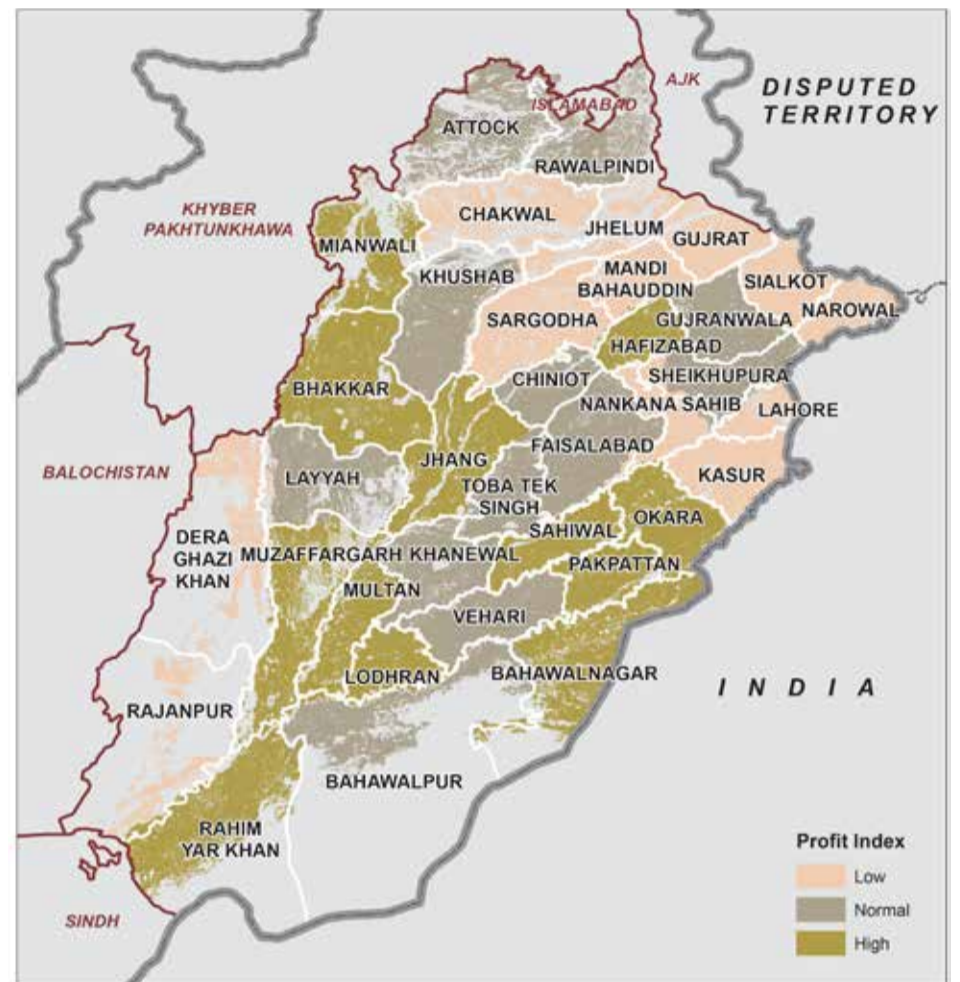 AJK
DISPUTED
TERRITORY
ISLAMABAD
ATTOCK
RAWALPINDI
KHYBER
PAKHTUNKHAWA
CHAKWAL
JHELUM
GUJRAT
MIANWALI
KHUSHAB
MANDI
BAHAUDDIN
SIALKOT
NAROWAL
SARGODHA
GUJRANWALA
HAFIZABAD
BHAKKAR
CHINIOT
SHEIKHUPURA
NANKANA SAHIB
LAHORE
FAISALABAD
BALOCHISTAN
LAYYAH
JHANG
TOBA TEK
SINGH
KASUR
SAHIWAL
OKARA
DERA
GHAZI
KHAN
MUZAFFARGARH
KHANEWAL
PAKPATTAN
MULTAN
VEHARI
LODHRAN
BAHAWALNAGAR
INDIA
RAJANPUR
BAHAWALPUR
RAHIM
YAR KHAN
SINDH
Profit Index
Low
Normal
High